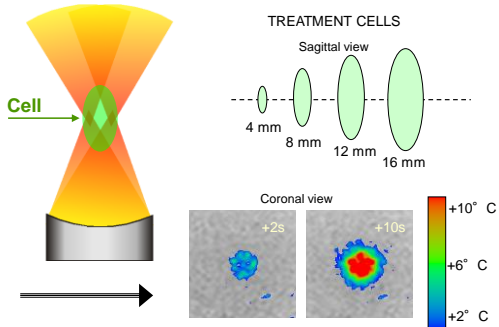 TREATMENT CELLS
Sagittal view
Cell
4 mm
8 mm
12 mm
16 mm
Coronal view
+2s
+10s
+10° C
+6° C
+2° C